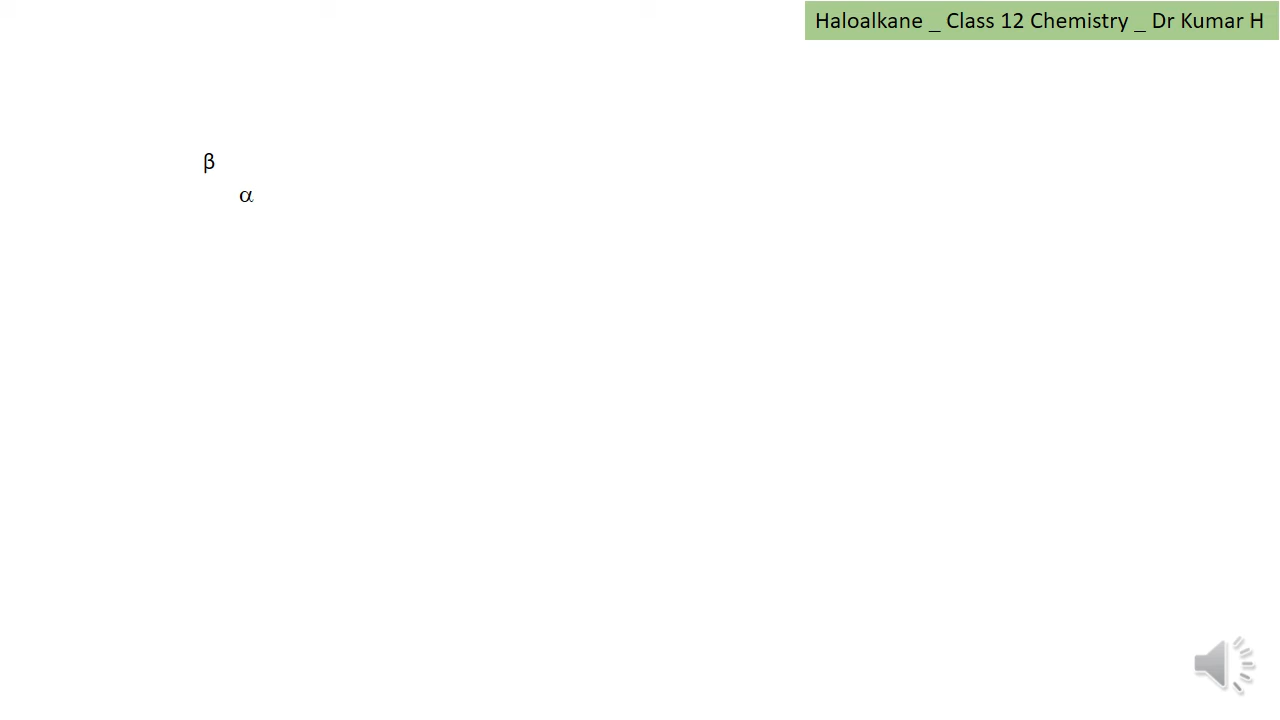 Haloalkane _ Class 12 Chemistry _ Dr Kumar H
β
α